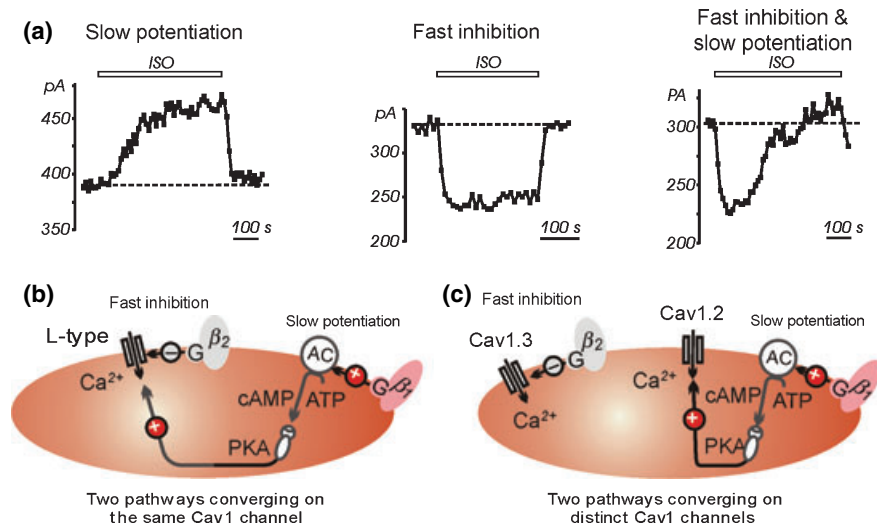 (a)
Slow potentiation
Fast inhibition
Fast inhibition &
slow potentiation
ISO
ISO
ISO
pA
450
400
350
100 s
pA
300
250
200
100 s
PA
300
250
200
100 s
(b)
Fast inhibition
L-type
− G β2
Slow potentiation
AC
+
G β1
Ca2+
cAMP ATP
+
PKA
Two pathways converging on
the same Cav1 channel
(c)
Fast inhibition
Cav1.3
− G β2
Cav1.2
Slow potentiation
AC
+
G β1
Ca2+
Ca2+
cAMP
ATP
+
PKA
Two pathways converging on
distinct Cav1 channels